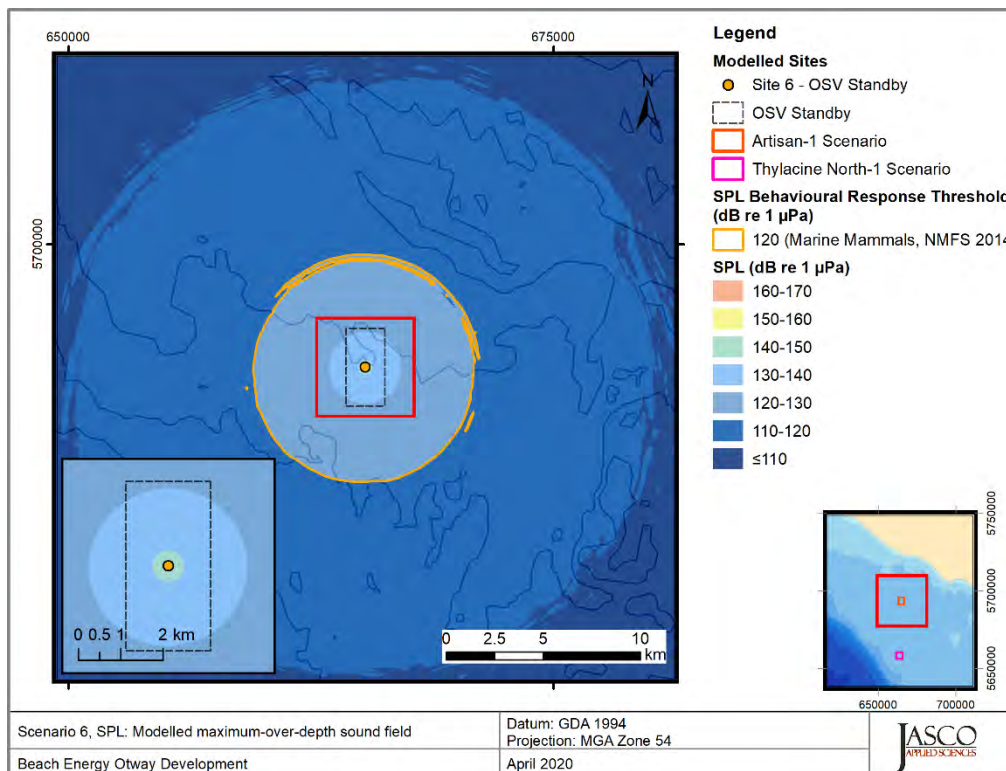 650000
675000
5700000
N
0 0.5 1 2 km
0 2.5 5 10
km
Legend
Modelled Sites
Site 6 - OSV Standby
OSV Standby
Artisan-1 Scenario
Thylacine North-1 Scenario
SPL Behavioural Response Threshold
(dB re 1 µPa)
120 (Marine Mammals, NMFS 2014
SPL (dB re 1 µPa)
160-170
150-160
140-150
130-140
120-130
110-120
≤110
5750000
5700000
5650000
650000 700000
Scenario 6, SPL: Modelled maximum-over-depth sound field
Beach Energy Otway Development
Datum: GDA 1994
Projection: MGA Zone 54
April 2020
JASCO
APPLIED SCIENCES